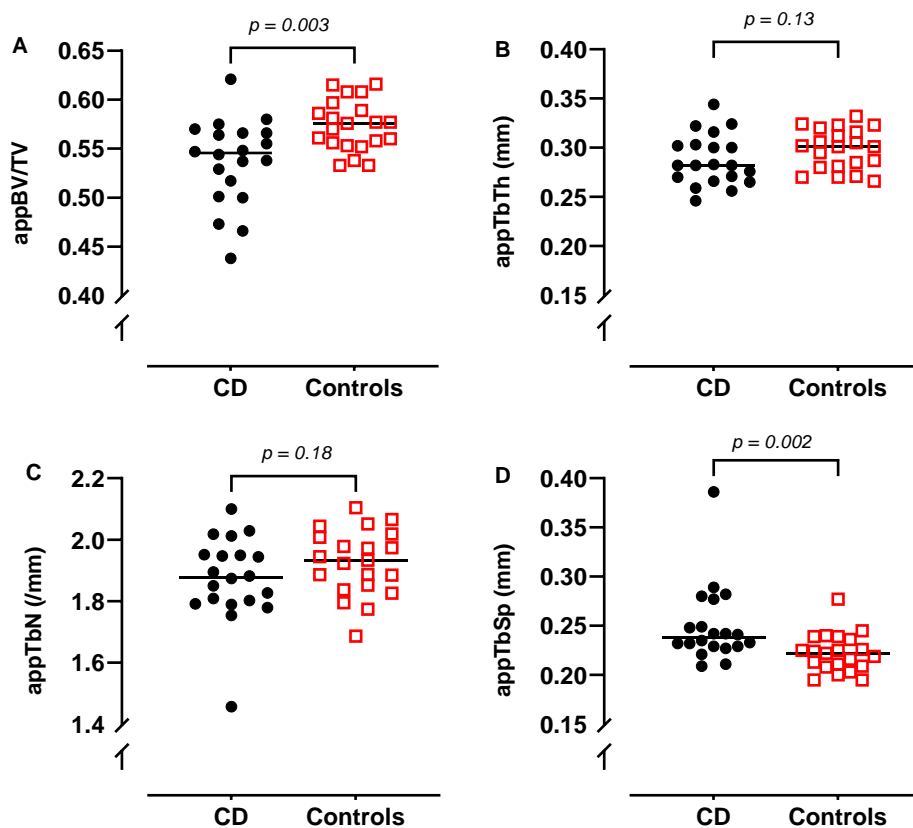 A
p = 0.003
appBV/TV
0.65
0.60
0.55
0.50
0.45
0.40
CD
Controls
B
p = 0.13
appTbTh (mm)
0.40
0.35
0.30
0.25
0.20
0.15
CD
Controls
C
p = 0.18
appTbN (/mm)
2.2
2.0
1.8
1.6
1.4
CD
Controls
D
p = 0.002
appTbSp (mm)
0.40
0.35
0.30
0.25
0.20
0.15
CD
Controls